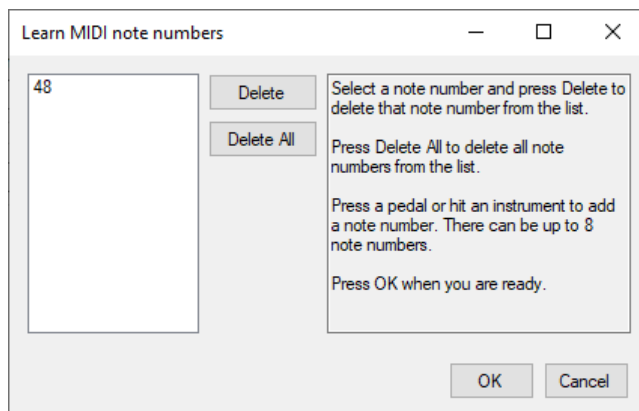 Learn MIDI note numbers
48
Delete
Delete All
Select a note number and press Delete to
delete that note number from the list.
Press Delete All to delete all note
numbers from the list.
Press a pedal or hit an instrument to add
a note number. There can be up to 8
note numbers.
Press OK when you are ready.
OK
Cancel